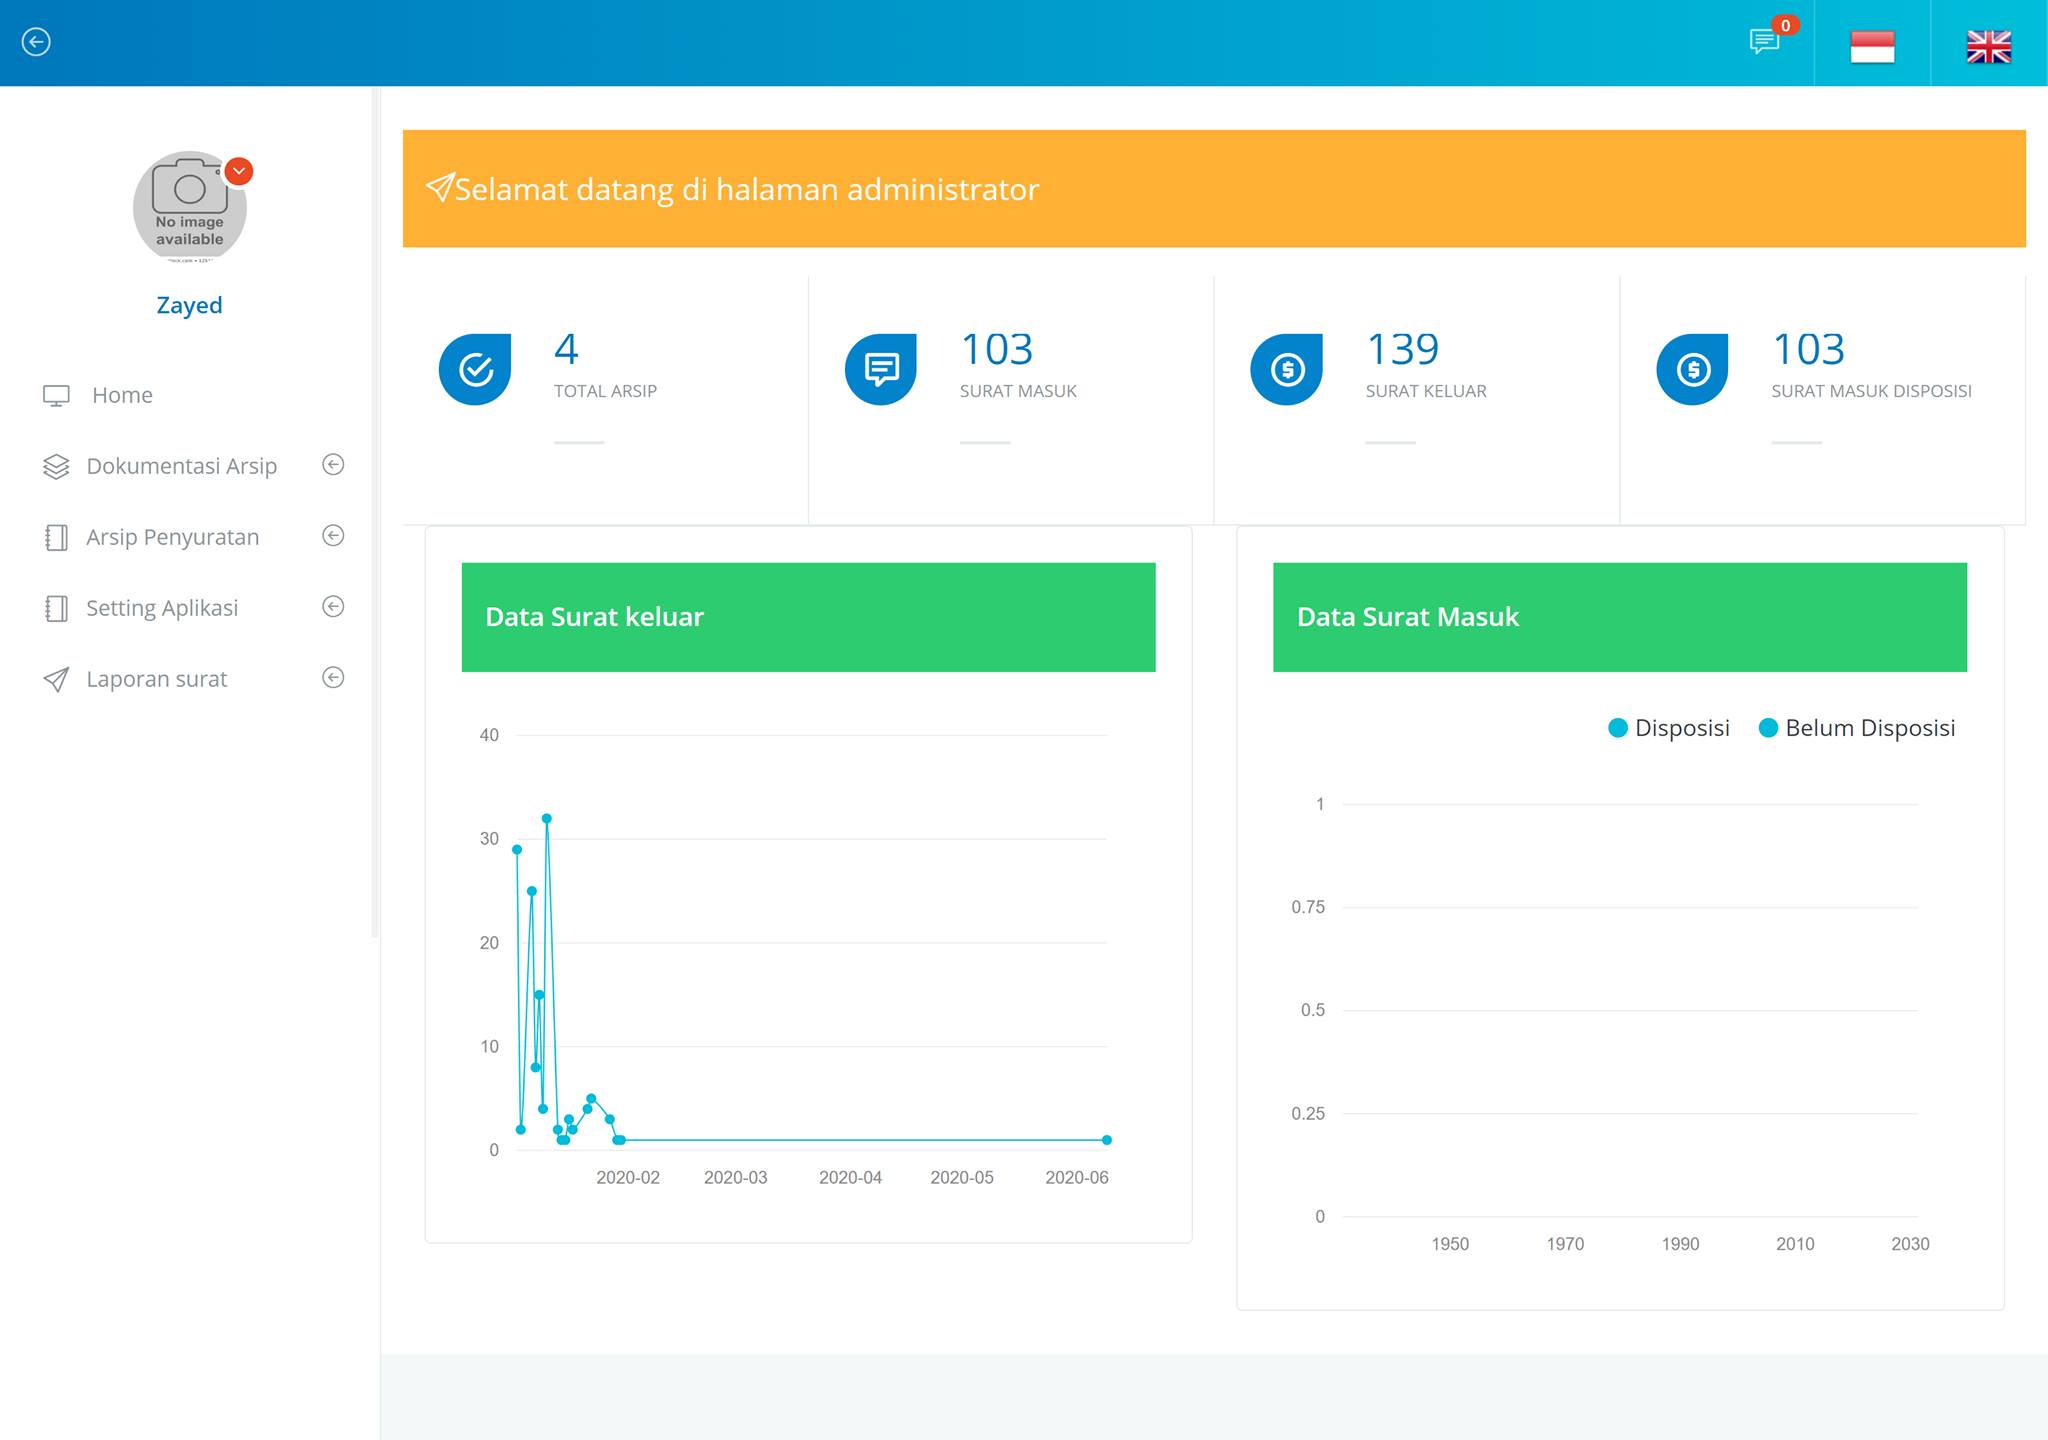 0
No image
available
Zayed
Home
Dokumentasi Arsip
Arsip Penyuratan
Setting Aplikasi
Laporan surat
Selamat datang di halaman administrator
4
TOTAL ARSIP
103
SURAT MASUK
139
SURAT KELUAR
103
SURAT MASUK DISPOSISI
Data Surat keluar
40
30
20
10
0
2020-02 2020-03 2020-04 2020-05 2020-06
Data Surat Masuk
Disposisi Belum Disposisi
1
0.75
0.5
0.25
0
1950 1970 1990 2010 2030